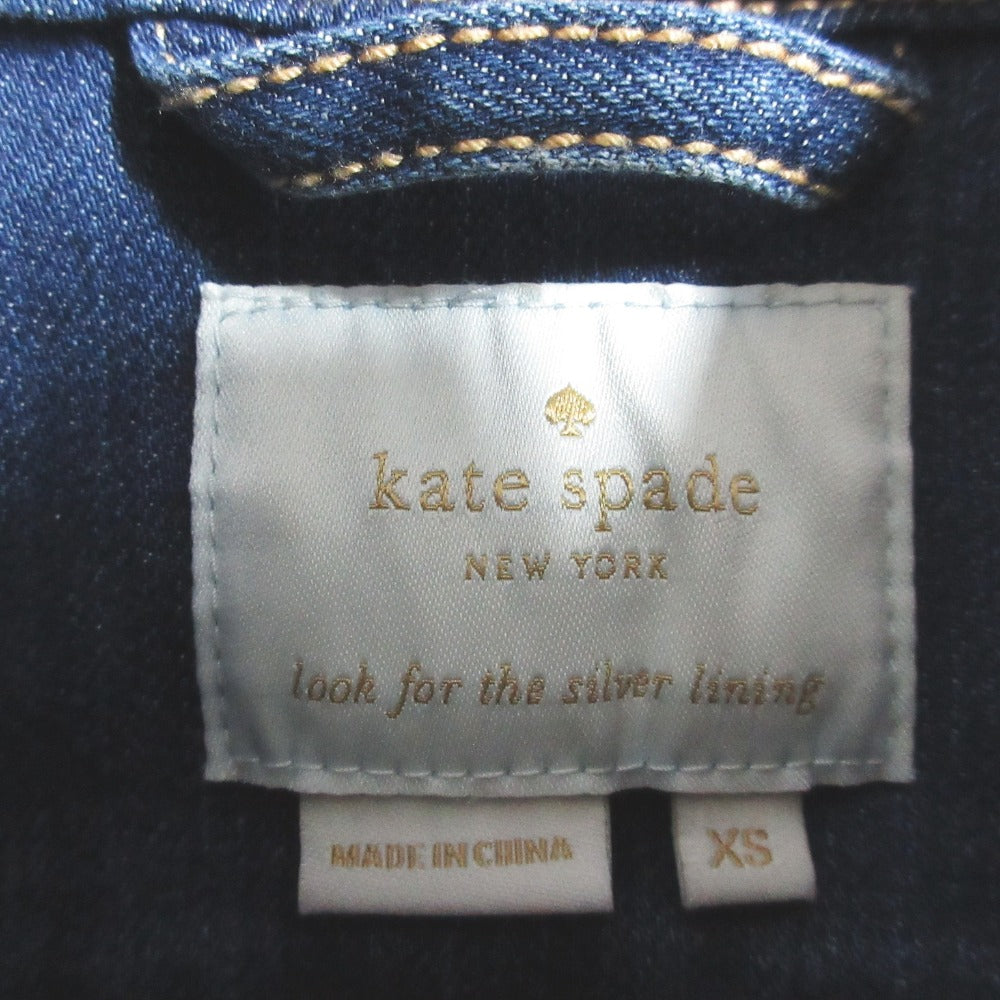 kate spade
NEW YORK
look for the silver lining
MADE IN CHINA
XS